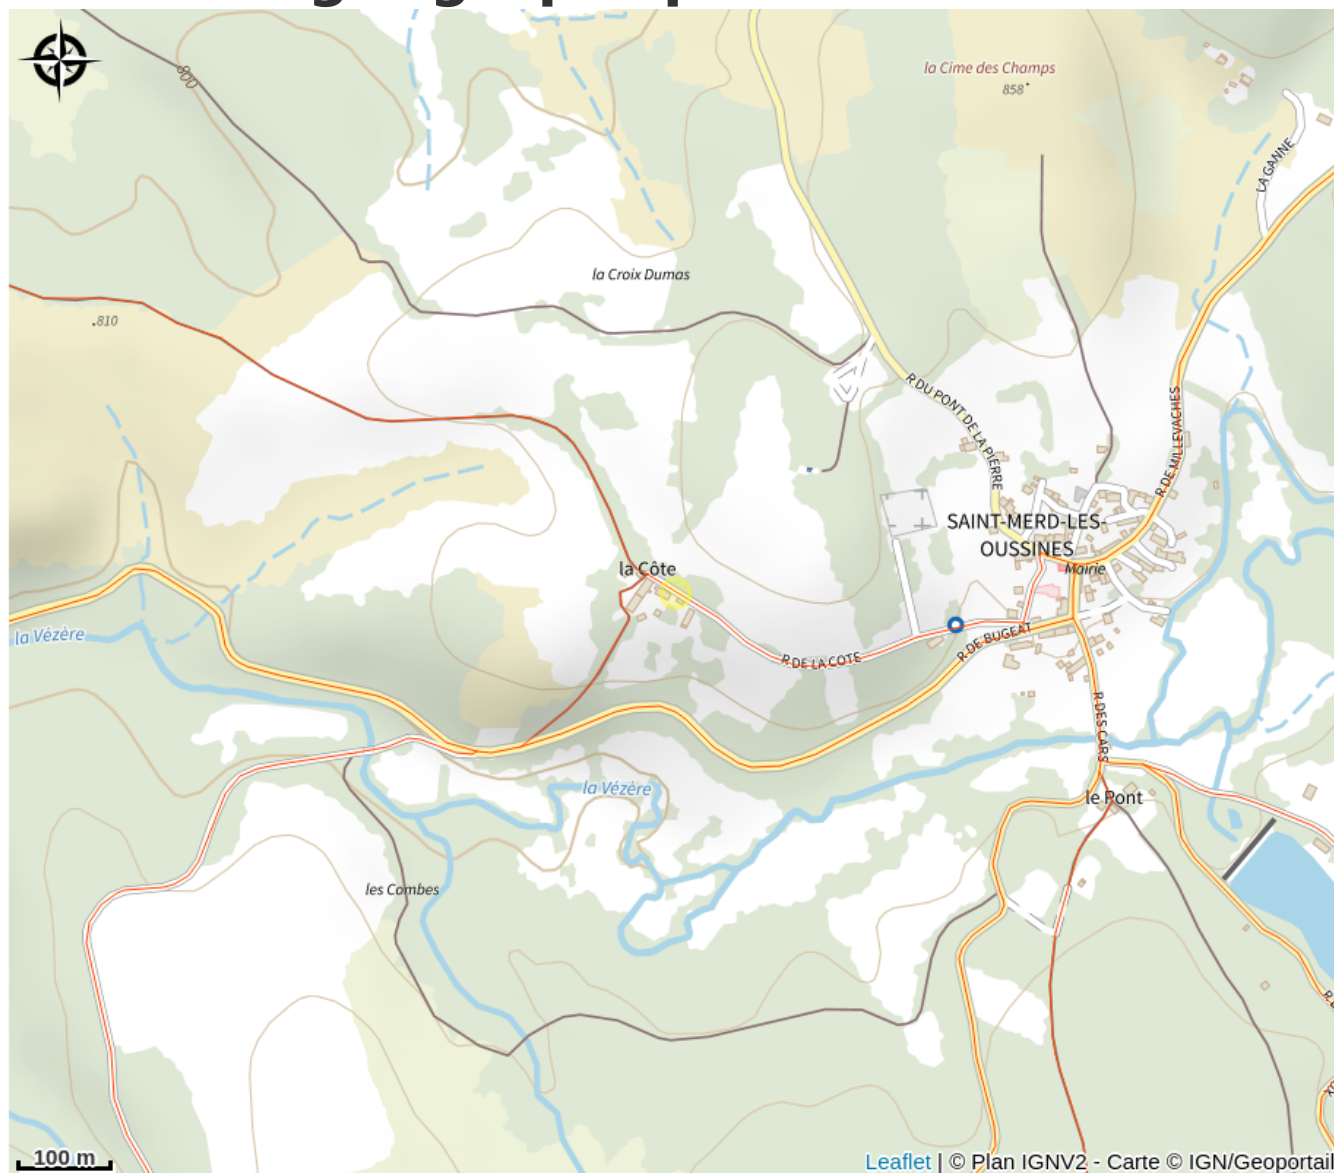 la Cime des Champs
858
800
LA GANNE
la Croix Dumas
810
R DU PONT DE LA PIERRE
R DE MILLEVACHES
SAINT-MERD-LES-
OUSSINES
Mairie
la Côte
la Vézère
R DE BUGEAT
R DE LA COTE
R DES CARS
la Vézère
le Pont
les Combes
100 m
Leaflet | © Plan IGNV2 - Carte © IGN/Geoportail